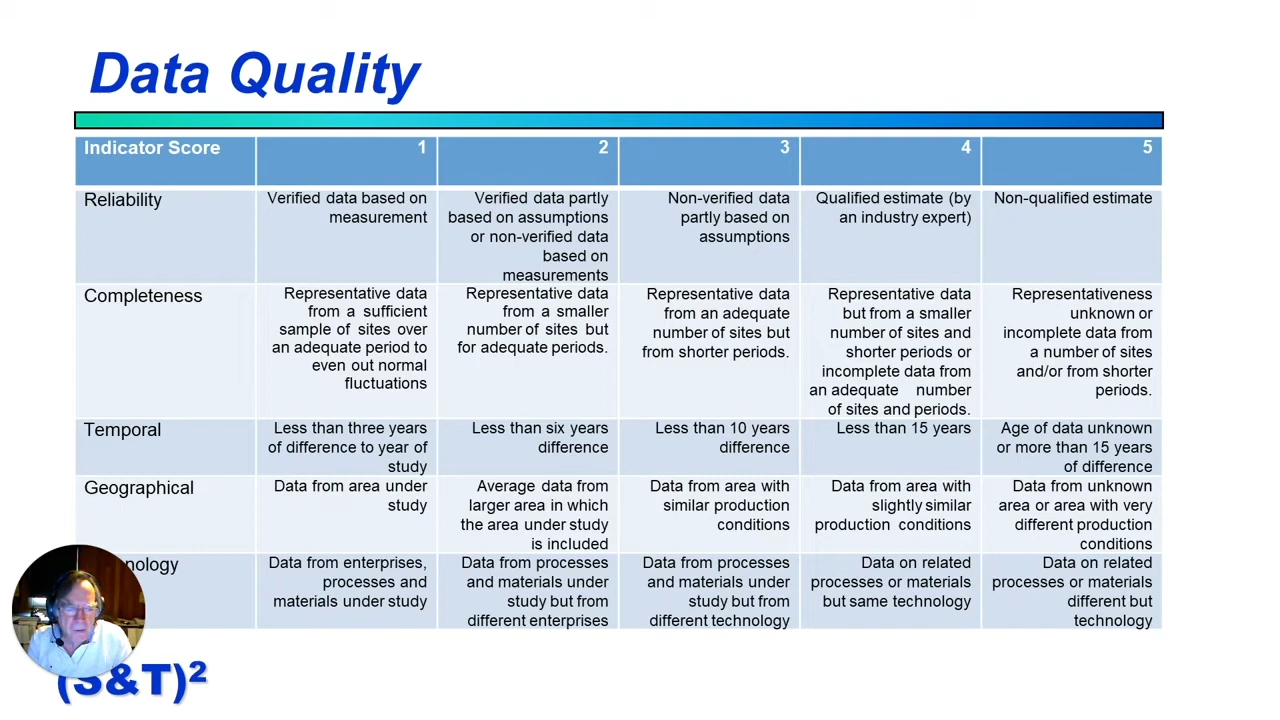 Data Quality
Indicator Score 1 2 3 4 5
Reliability
Verified data based on
measurement
Verified data partly
based on assumptions
or non-verified data
based on
measurements
Non-verified data
partly based on
assumptions
Qualified estimate (by
an industry expert)
Non-qualified estimate
Completeness
Representative data
from a sufficient
sample of sites over
an adequate period to
even out normal
fluctuations
Representative data
from a smaller
number of sites but
for adequate periods.
Representative data
from an adequate
number of sites but
from shorter periods.
Representative data
but from a smaller
number of sites and
shorter periods or
incomplete data from
an adequate number
of sites and periods.
Representativeness
unknown or
incomplete data from
a number of sites
and/or from shorter
periods.
Temporal
Less than three years
of difference to year of
study
Less than six years
difference
Less than 10 years
difference
Less than 15 years
Age of data unknown
or more than 15 years
of difference
Geographical
Data from area under
study
Average data from
larger area in which
the area under study
is included
Data from area with
similar production
conditions
Data from area with
slightly similar
production conditions
Data from unknown
area or area with very
different production
conditions
nology
Data from enterprises,
processes and
materials under study
Data from processes
and materials under
study but from
different enterprises
Data from processes
and materials under
study but from
different technology
Data on related
processes or materials
but same technology
Data on related
processes or materials
different but
technology
(S&T)²